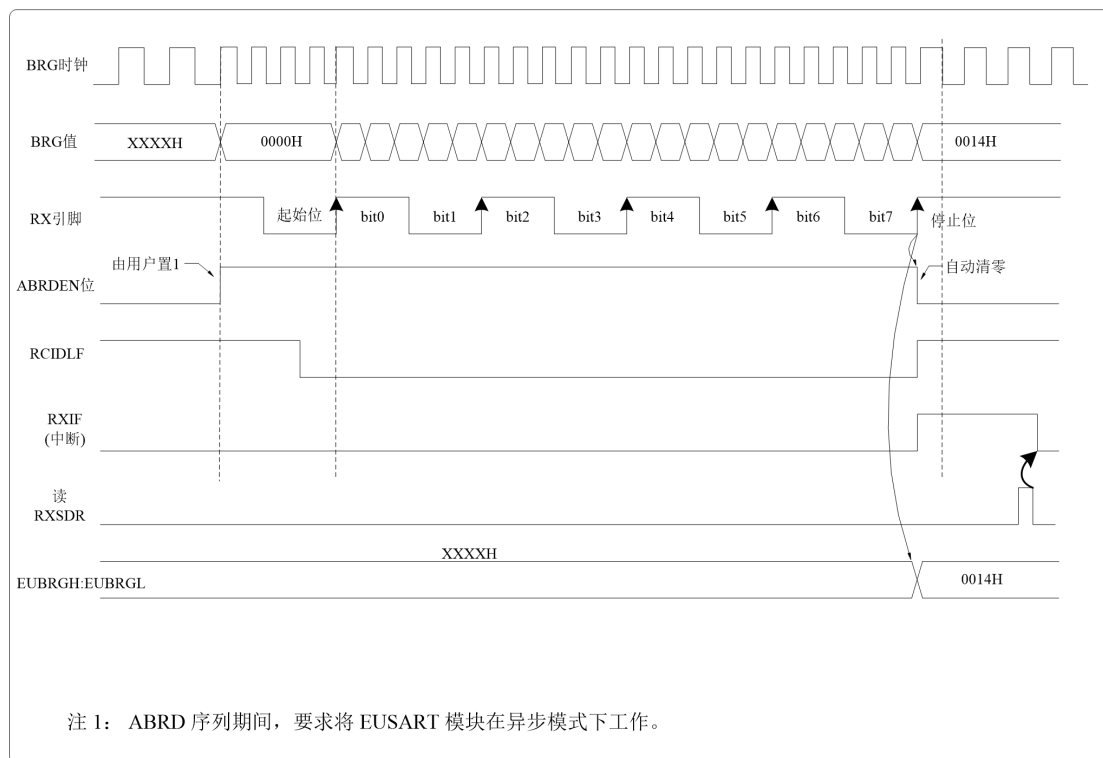 BRG时钟
BRG值
XXXXH
0000H
0014H
RX引脚
起始位
bit0
bit1
bit2
bit3
bit4
bit5
bit6
bit7
停止位
由用户置1
ABRDEN位
自动清零
RCIDLF
RXIF
(中断)
读
RXSDR
XXXXH
EUBRGH:EUBRGL
0014H
注 1： ABRD 序列期间，要求将 EUSART 模块在异步模式下工作。